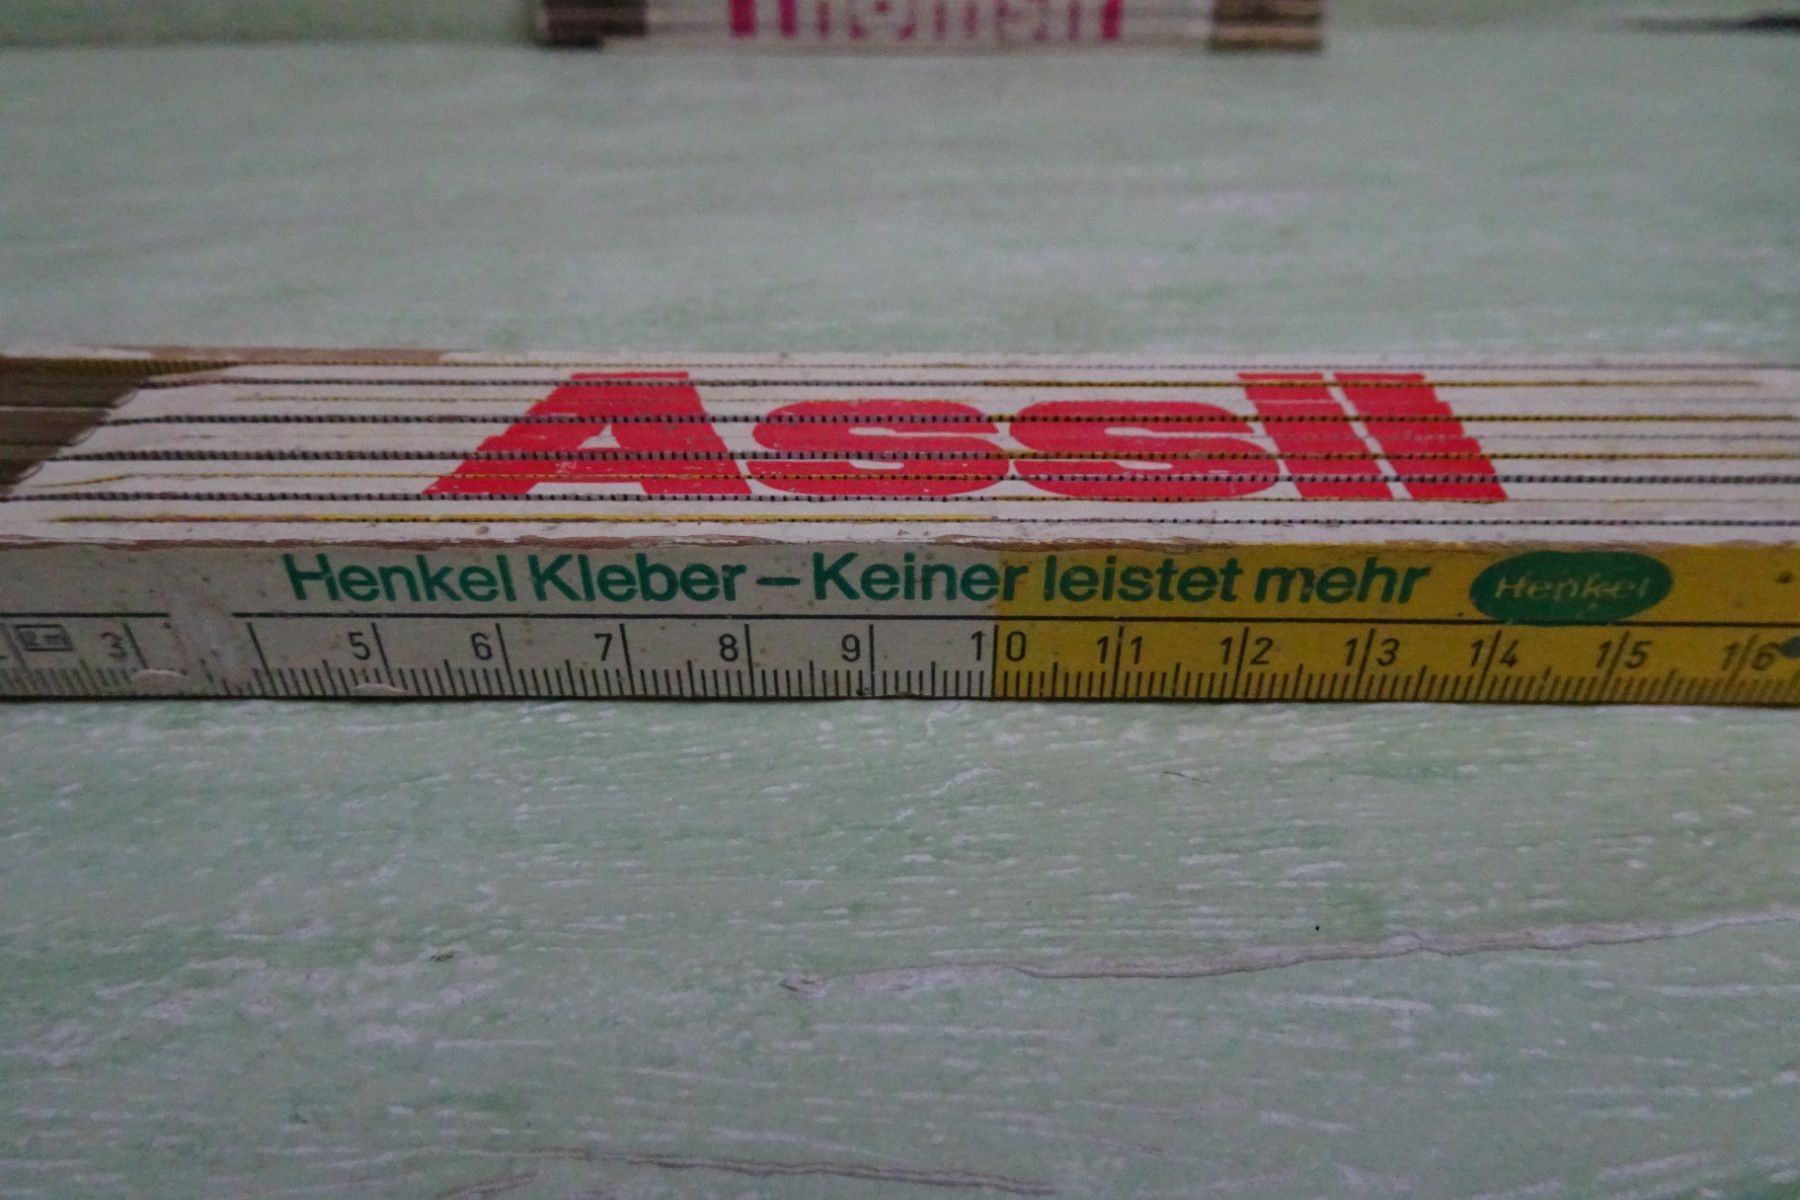 Assil
Henkel Kleber – Keiner leistet mehr Henkel
2 m 3 5 6 7 8 9 10 11 12 13 14 15 16